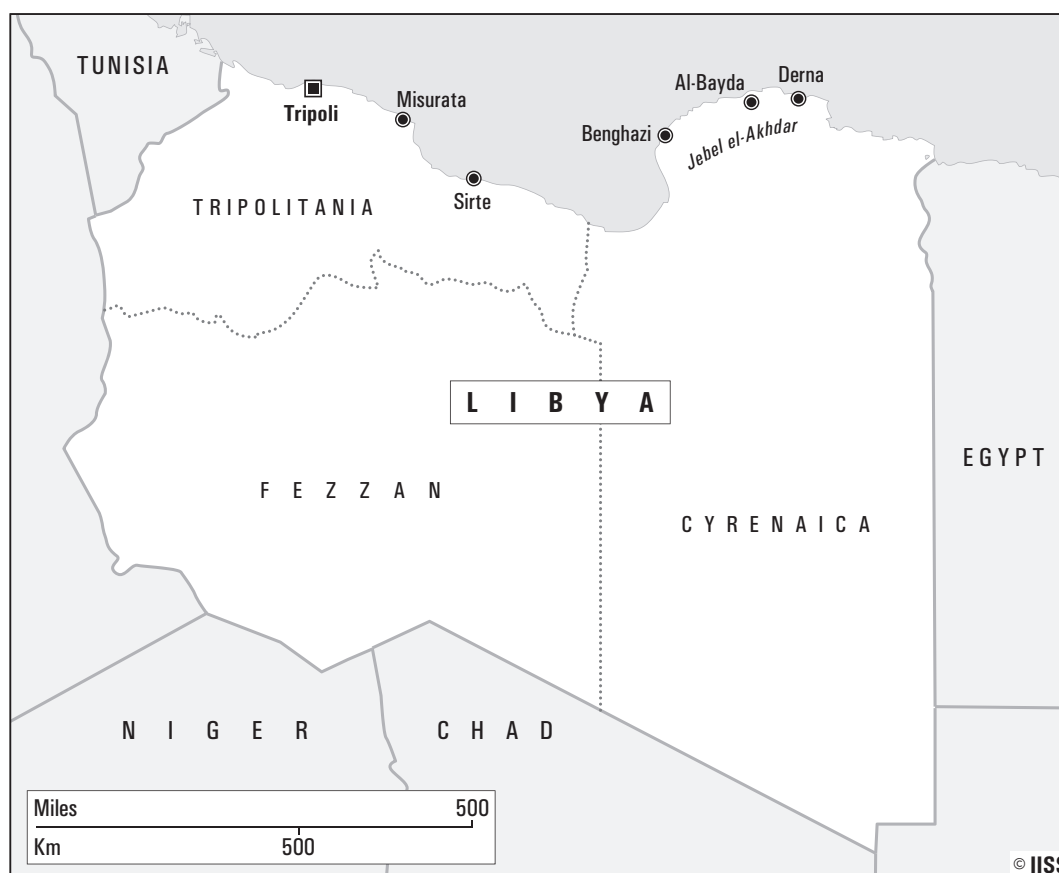 TUNISIA
Tripoli
Misurata
Sirte
Benghazi
Al-Bayda
Derna
Jebel el-Akhdar
TRIPOLITANIA
LIBYA
FEZZAN
CYRENAICA
EGYPT
NIGER
CHAD
Miles 500
Km 500
© IISS